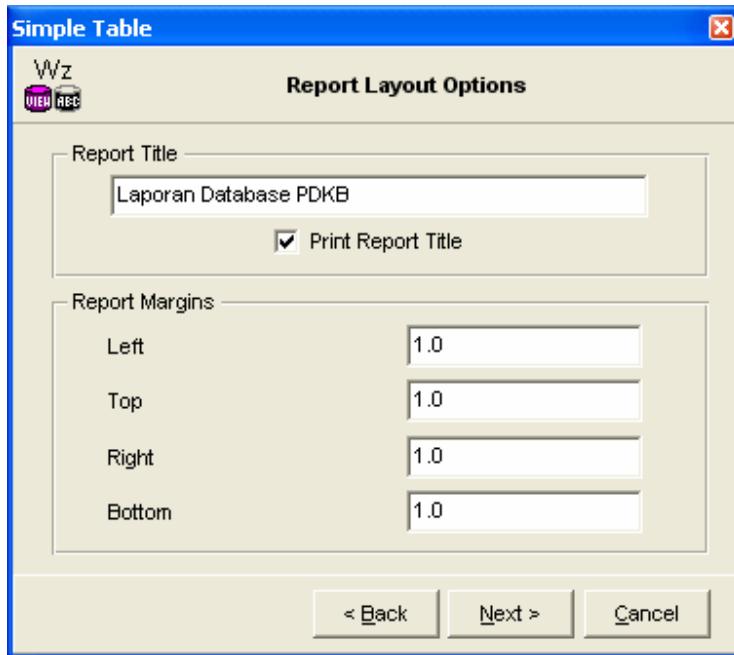 Simple Table
Wz
VIEW ABC
Report Layout Options
Report Title
Laporan Database PDKB
Print Report Title
Report Margins
Left 1.0
Top 1.0
Right 1.0
Bottom 1.0
< Back Next > Cancel